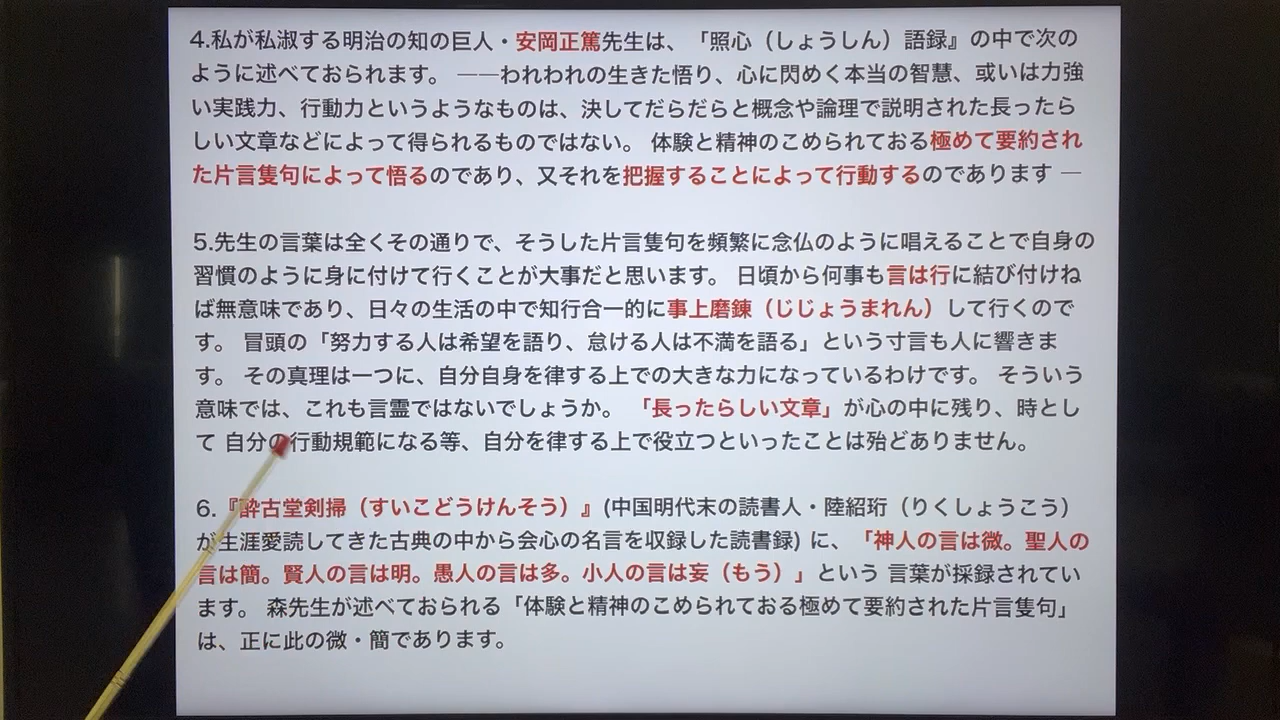 4.私が私淑する明治の知の巨人・安岡正篤先生は、「照心（しょうしん）語録』の中で次の
ように述べておられます。 ――われわれの生きた悟り、心に閃めく本当の智慧、或いは力強
い実践力、行動力というようなものは、決してだらだらと概念や論理で説明された長ったら
しい文章などによって得られるものではない。 体験と精神のこめられておる極めて要約され
た片言隻句によって悟るのであり、又それを把握することによって行動するのであります ―
5.先生の言葉は全くその通りで、そうした片言隻句を頻繁に念仏のように唱えることで自身の
習慣のように身に付けて行くことが大事だと思います。 日頃から何事も言は行に結び付けね
ば無意味であり、日々の生活の中で知行合一的に事上磨錬（じじょうまれん）して行くので
す。 冒頭の「努力する人は希望を語り、怠ける人は不満を語る」という寸言も人に響きま
す。 その真理は一つに、自分自身を律する上での大きな力になっているわけです。 そういう
意味では、これも言霊ではないでしょうか。 「長ったらしい文章」が心の中に残り、時とし
て 自分の行動規範になる等、自分を律する上で役立つといったことは殆どありません。
6.『酔古堂剣掃（すいこどうけんそう）』(中国明代末の読書人・陸紹珩（りくしょうこう）
が生涯愛読してきた古典の中から会心の名言を収録した読書録) に、「神人の言は微。聖人の
言は簡。賢人の言は明。愚人の言は多。小人の言は妄（もう）」という 言葉が採録されてい
ます。 森先生が述べておられる「体験と精神のこめられておる極めて要約された片言隻句」
は、正に此の微・簡であります。